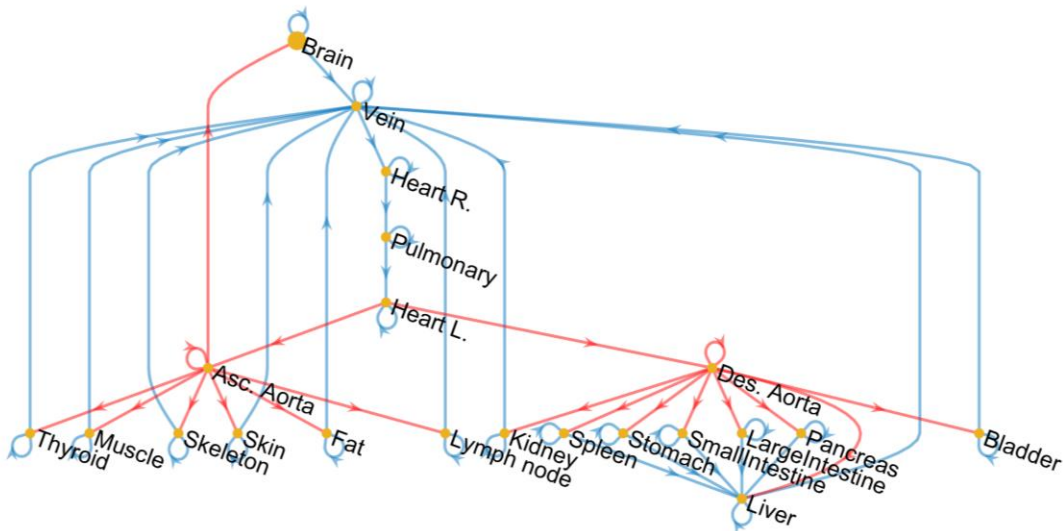 Brain
Vein
Heart R.
Pulmonary
Heart L.
Asc. Aorta
Des. Aorta
Thyroid
Muscle
Skeleton
Skin
Fat
Lymph node
Kidney
Spleen
Stomach
SmallIntestine
LargeIntestine
Pancreas
Bladder
Liver